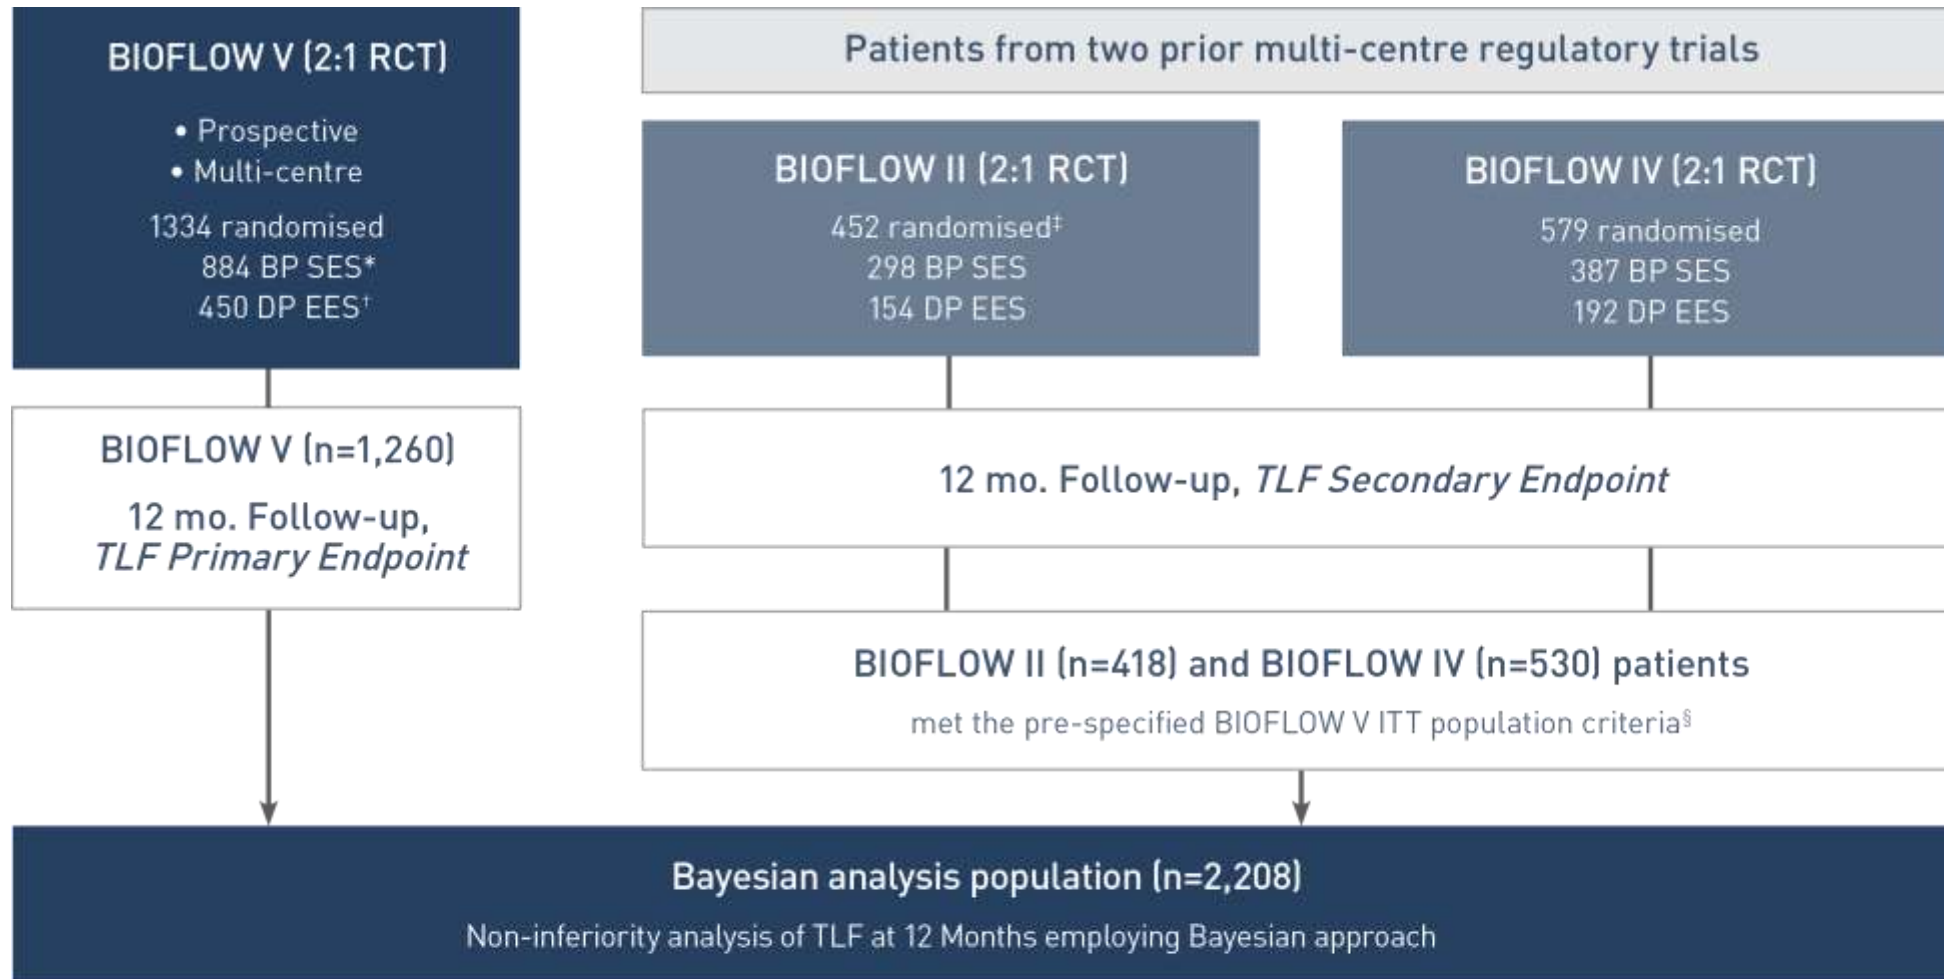 BIOFLOW V (2:1 RCT)
• Prospective
• Multi-centre
1334 randomised
884 BP SES*
450 DP EES†
Patients from two prior multi-centre regulatory trials
BIOFLOW II (2:1 RCT)
452 randomised‡
298 BP SES
154 DP EES
BIOFLOW IV (2:1 RCT)
579 randomised
387 BP SES
192 DP EES
BIOFLOW V (n=1,260)
12 mo. Follow-up,
TLF Primary Endpoint
12 mo. Follow-up, TLF Secondary Endpoint
BIOFLOW II (n=418) and BIOFLOW IV (n=530) patients
met the pre-specified BIOFLOW V ITT population criteria§
Bayesian analysis population (n=2,208)
Non-inferiority analysis of TLF at 12 Months employing Bayesian approach